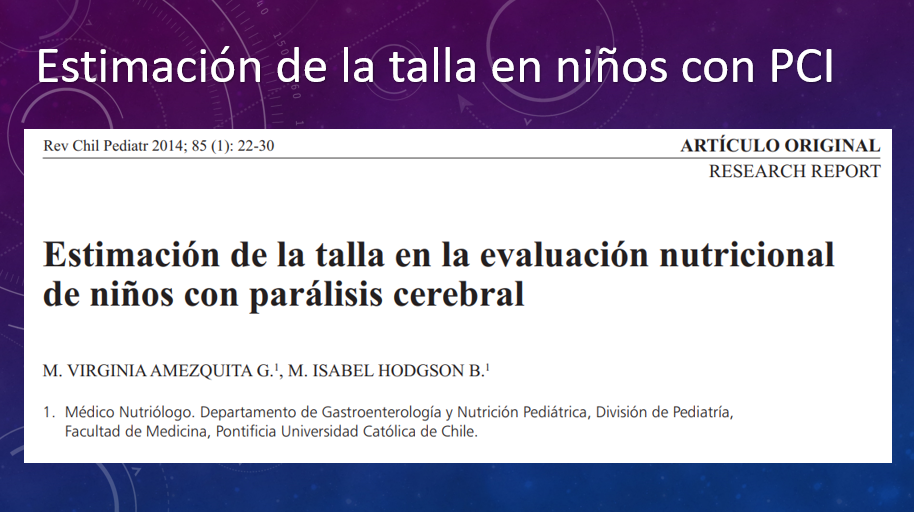 Estimación de la talla en niños con PCI
Rev Chil Pediatr 2014; 85 (1): 22-30
ARTÍCULO ORIGINAL
RESEARCH REPORT
Estimación de la talla en la evaluación nutricional
de niños con parálisis cerebral
M. VIRGINIA AMEZQUITA G.¹, M. ISABEL HODGSON B.¹
1. Médico Nutriólogo. Departamento de Gastroenterología y Nutrición Pediátrica, División de Pediatría,
Facultad de Medicina, Pontificia Universidad Católica de Chile.